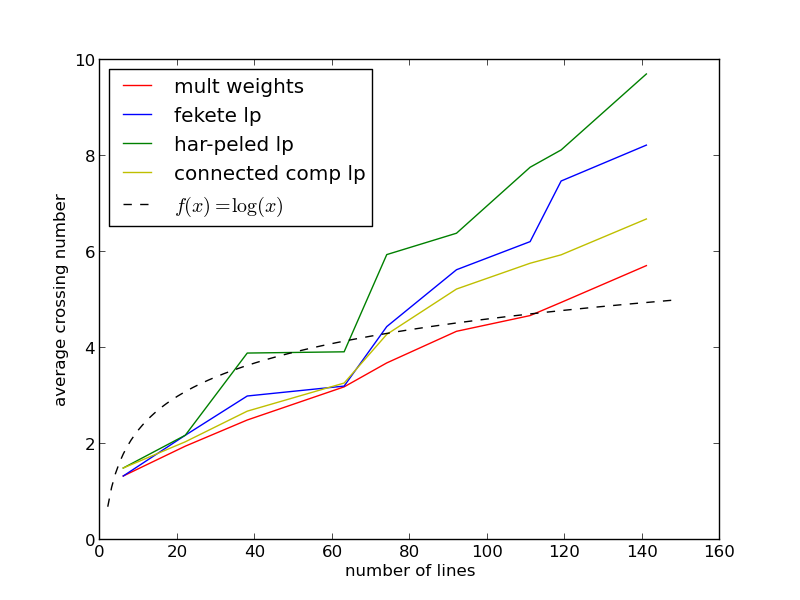 mult weights
fekete lp
har-peled lp
connected comp lp
f(x) = log(x)
average crossing number
10
8
6
4
2
0
0 20 40 60 80 100 120 140 160
number of lines